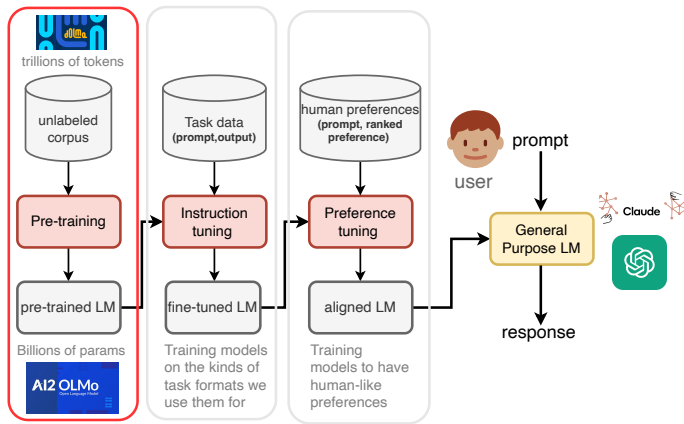 dolma
trillions of tokens
unlabeled
corpus
Pre-training
pre-trained LM
Billions of params
AI2 OLMo
Open Language Model
Task data
(prompt,output)
Instruction
tuning
fine-tuned LM
Training models
on the kinds of
task formats we
use them for
human preferences
(prompt, ranked
preference)
Preference
tuning
aligned LM
Training
models to have
human-like
preferences
user
prompt
General
Purpose LM
response
Claude